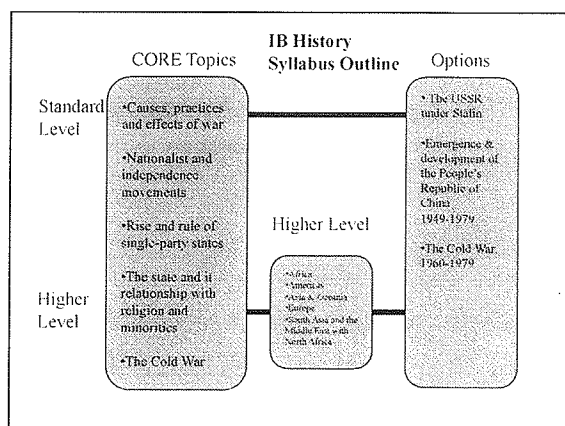 IB History
Syllabus Outline
CORE Topics
Options
Standard
Level
•Causes, practices
and effects of war
•Nationalist and
independence
movements
•Rise and rule of
single-party states
•The state and it
relationship with
religion and
minorities
•The Cold War
Higher
Level
Higher Level
•Africa
•Americas
•Asia & Oceania
•Europe
•South Asia and the
Middle East with
North Africa
• The USSR
under Stalin
•Emergence &
development of
the People's
Republic of
China
1949-1979
•The Cold War
1960-1979